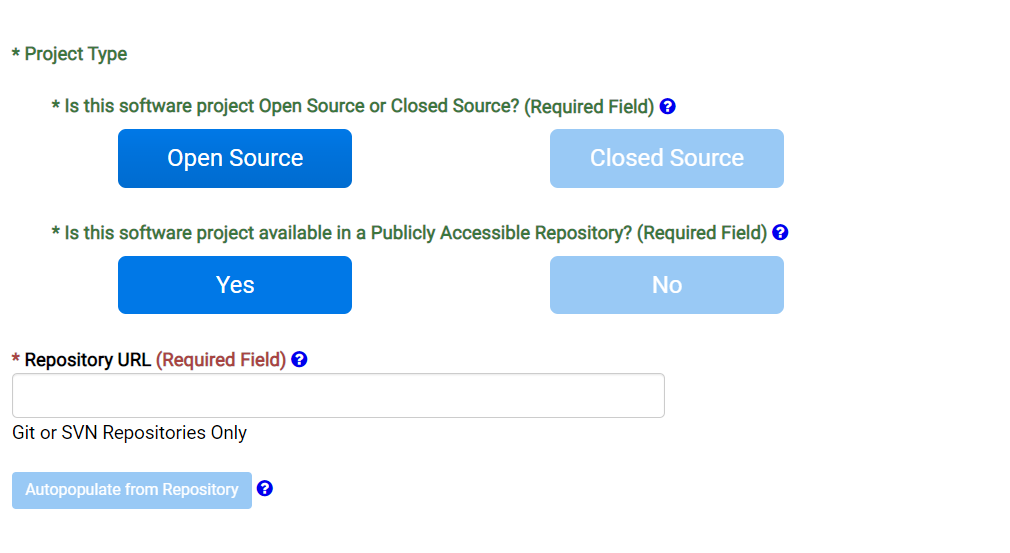 * Project Type
* Is this software project Open Source or Closed Source? (Required Field) ?
Open Source Closed Source
* Is this software project available in a Publicly Accessible Repository? (Required Field) ?
Yes No
* Repository URL (Required Field) ?
Git or SVN Repositories Only
Autopopulate from Repository ?